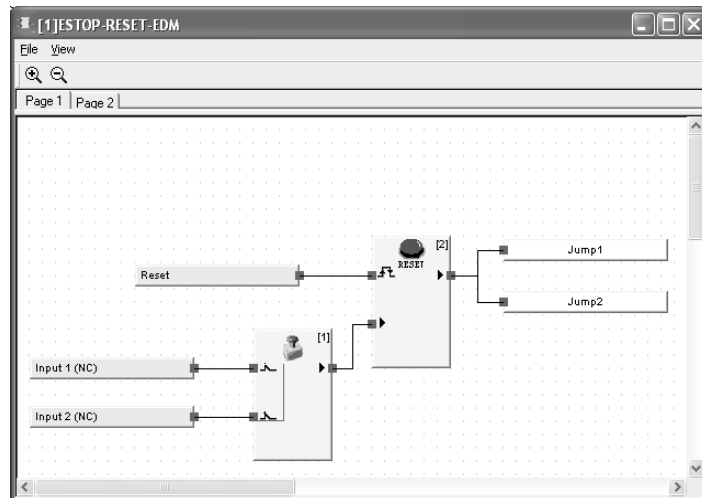 [1]ESTOP-RESET-EDM
File View
Page 1 Page 2
[2]
RESET
Jump1
Reset
Jump2
[1]
Input 1 (NC)
Input 2 (NC)